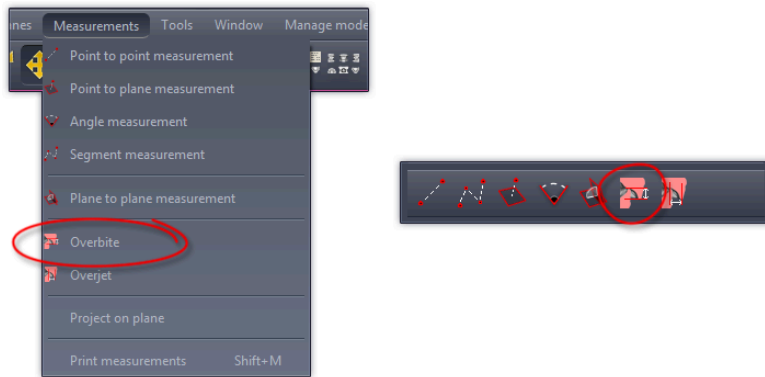 nes Measurements Tools Window Manage mode
Point to point measurement
Point to plane measurement
Angle measurement
Segment measurement
Plane to plane measurement
Overbite
Overjet
Project on plane
Print measurements Shift+M